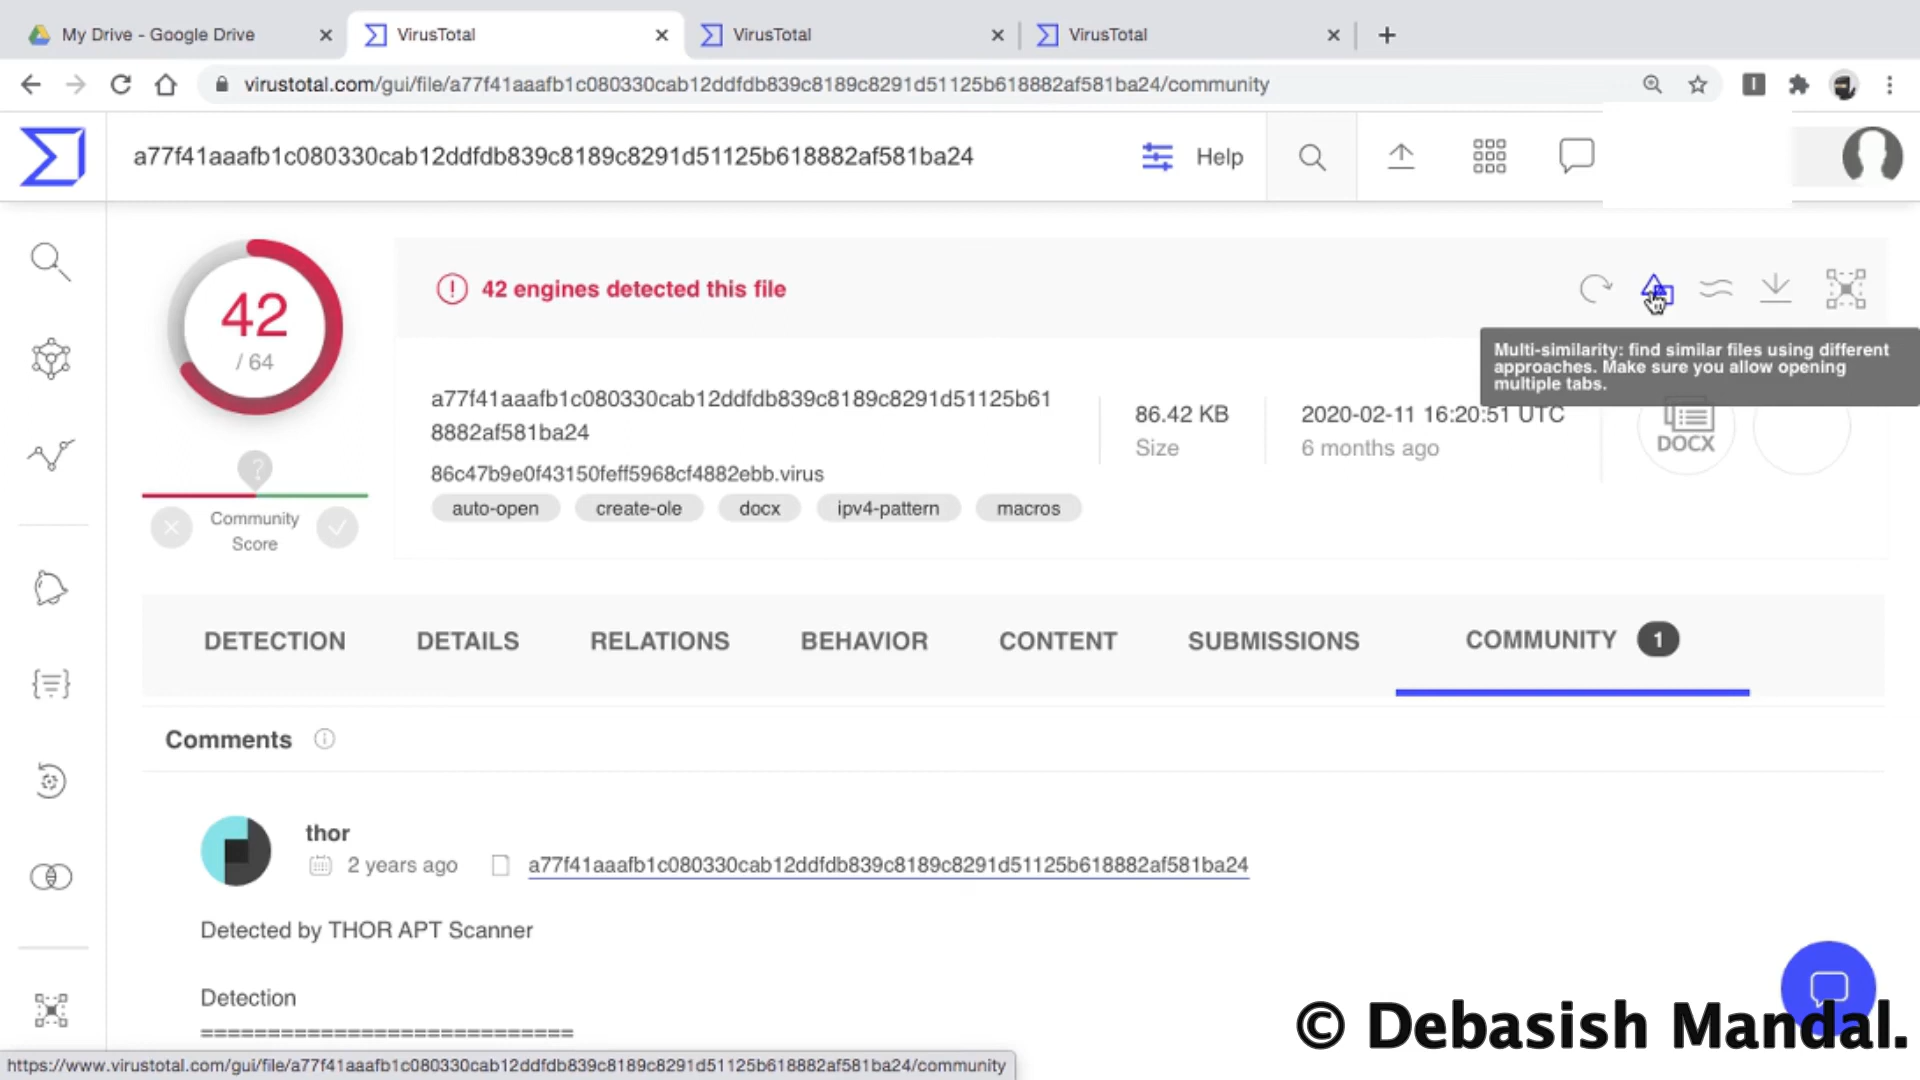 My Drive - Google Drive
VirusTotal
VirusTotal
VirusTotal
virustotal.com/gui/file/a77f41aaafb1c080330cab12ddfdb839c8189c8291d51125b618882af581ba24/community
a77f41aaafb1c080330cab12ddfdb839c8189c8291d51125b618882af581ba24
Help
42
/ 64
42 engines detected this file
Multi-similarity: find similar files using different
approaches. Make sure you allow opening
multiple tabs.
a77f41aaafb1c080330cab12ddfdb839c8189c8291d51125b61
8882af581ba24
86c47b9e0f43150feff5968cf4882ebb.virus
86.42 KB
Size
2020-02-11 16:20:51 UTC
6 months ago
DOCX
auto-open
create-ole
docx
ipv4-pattern
macros
?
Community
Score
DETECTION
DETAILS
RELATIONS
BEHAVIOR
CONTENT
SUBMISSIONS
COMMUNITY 1
Comments
thor
2 years ago
a77f41aaafb1c080330cab12ddfdb839c8189c8291d51125b618882af581ba24
Detected by THOR APT Scanner
Detection
============================
© Debasish Mandal.
https://www.virustotal.com/gui/file/a77f41aaafb1c080330cab12ddfdb839c8189c8291d51125b618882af581ba24/community